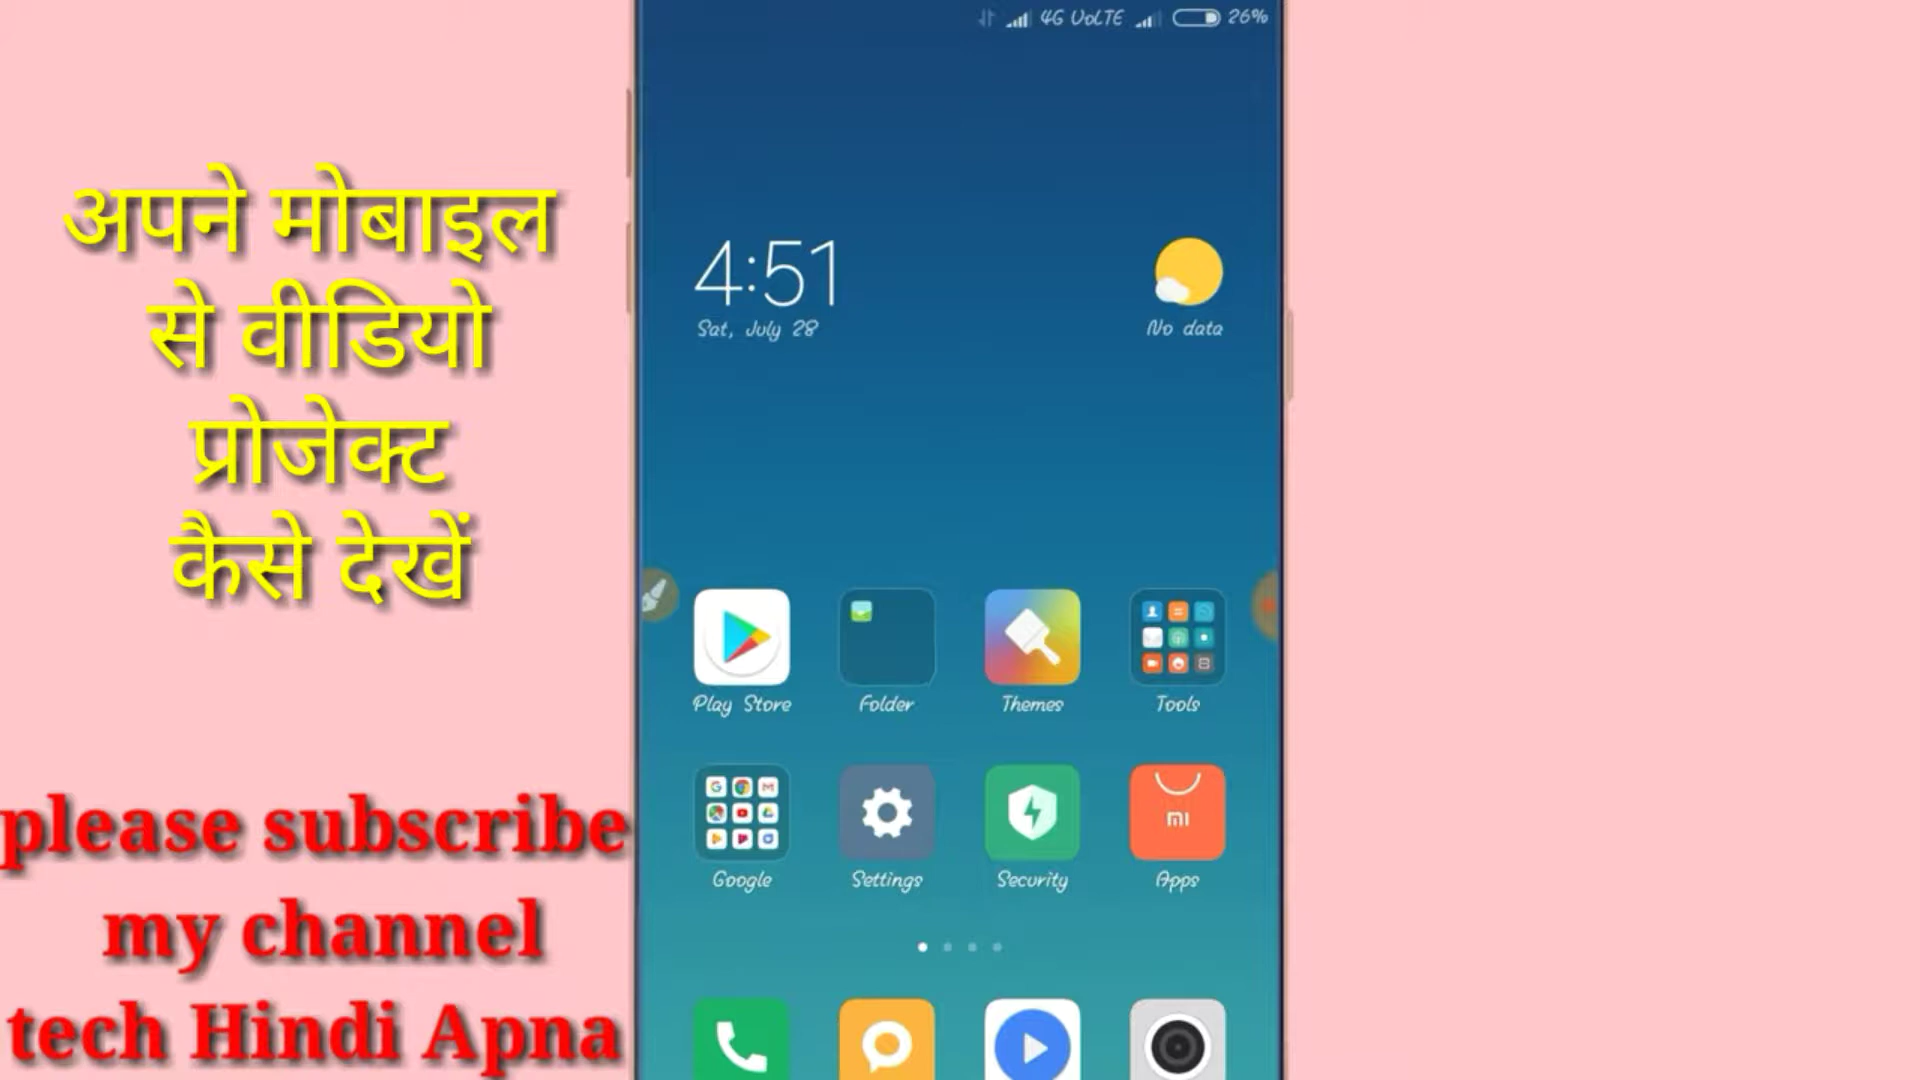 4G VoLTE 26%
अपने मोबाइल
से वीडियो
प्रोजेक्ट
कैसे देखें
4:51
Sat, July 28
No data
Play Store Folder Themes Tools
mi
Google Settings Security Apps
please subscribe
my channel
tech Hindi Apna